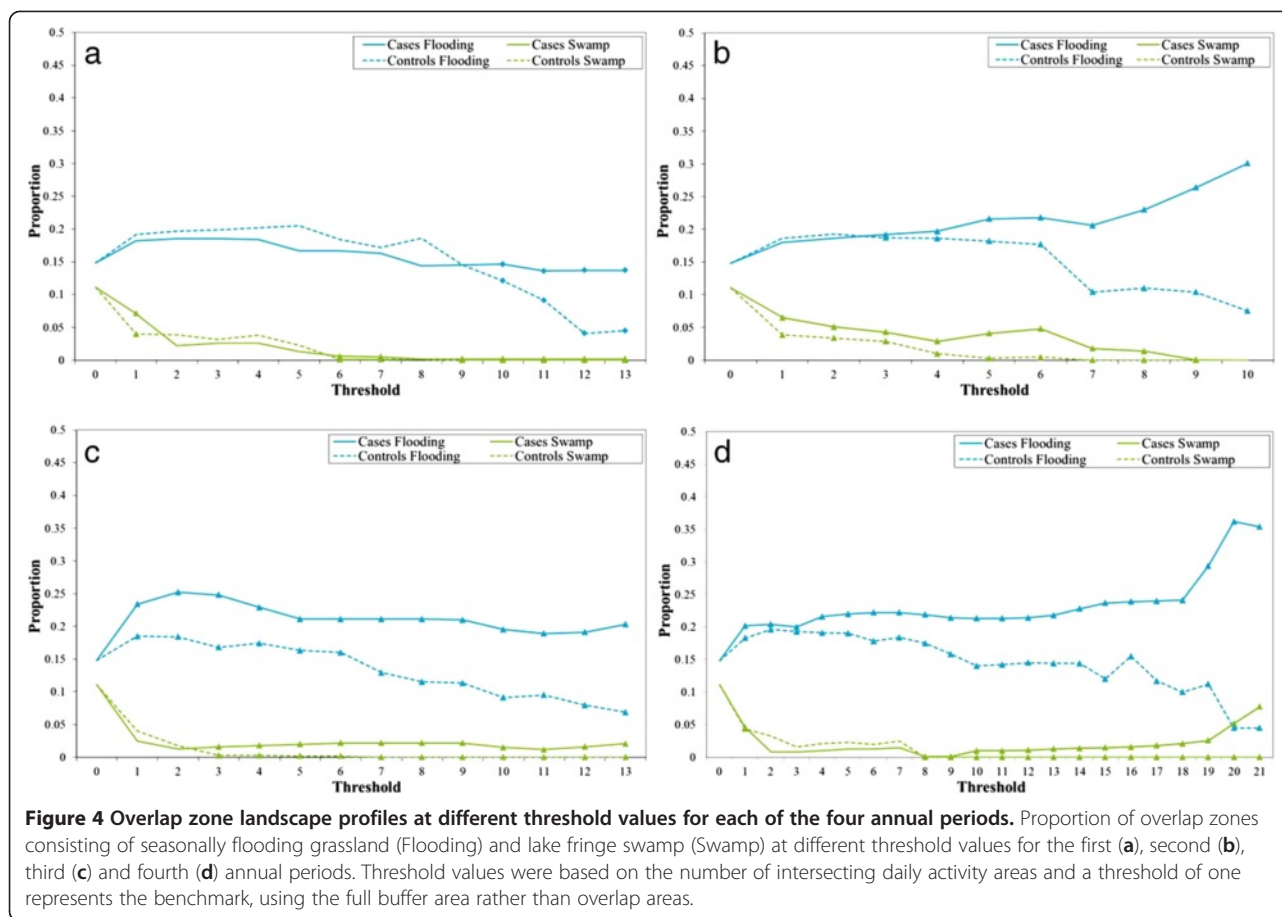 a
Cases Flooding Cases Swamp
Controls Flooding Controls Swamp
0.5
0.45
0.4
0.35
0.3
0.25
0.2
0.15
0.1
0.05
0
Proportion
0 1 2 3 4 5 6 7 8 9 10 11 12 13
Threshold
b
Cases Flooding Cases Swamp
Controls Flooding Controls Swamp
0.5
0.45
0.4
0.35
0.3
0.25
0.2
0.15
0.1
0.05
0
Proportion
0 1 2 3 4 5 6 7 8 9 10
Threshold
c
Cases Flooding Cases Swamp
Controls Flooding Controls Swamp
0.5
0.45
0.4
0.35
0.3
0.25
0.2
0.15
0.1
0.05
0
Proportion
0 1 2 3 4 5 6 7 8 9 10 11 12 13
Threshold
d
Cases Flooding Cases Swamp
Controls Flooding Controls Swamp
0.5
0.45
0.4
0.35
0.3
0.25
0.2
0.15
0.1
0.05
0
Proportion
0 1 2 3 4 5 6 7 8 9 10 11 12 13 14 15 16 17 18 19 20 21
Threshold
Figure 4 Overlap zone landscape profiles at different threshold values for each of the four annual periods. Proportion of overlap zones
consisting of seasonally flooding grassland (Flooding) and lake fringe swamp (Swamp) at different threshold values for the first (a), second (b),
third (c) and fourth (d) annual periods. Threshold values were based on the number of intersecting daily activity areas and a threshold of one
represents the benchmark, using the full buffer area rather than overlap areas.